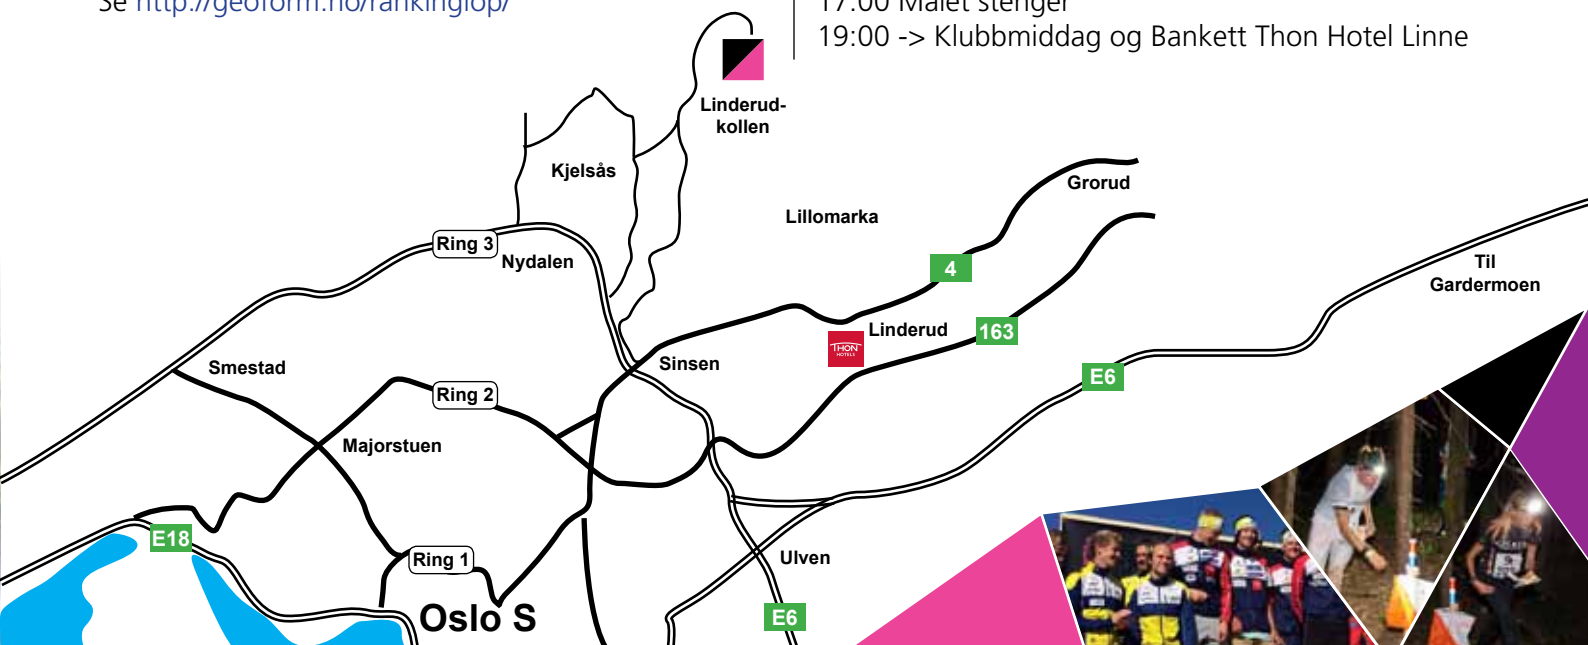 Se http://geoform.no/rankinglop/
17:00 Målet stenger
19:00 -> Klubbmiddag og Bankett Thon Hotel Linne
Linderud-
kollen
Kjelsås
Grorud
Lillomarka
Ring 3
Nydalen
4
Til
Gardermoen
Linderud
163
THON
HOTELS
Sinsen
Smestad
E6
Ring 2
Majorstuen
E18
Ring 1
Ulven
Oslo S
E6